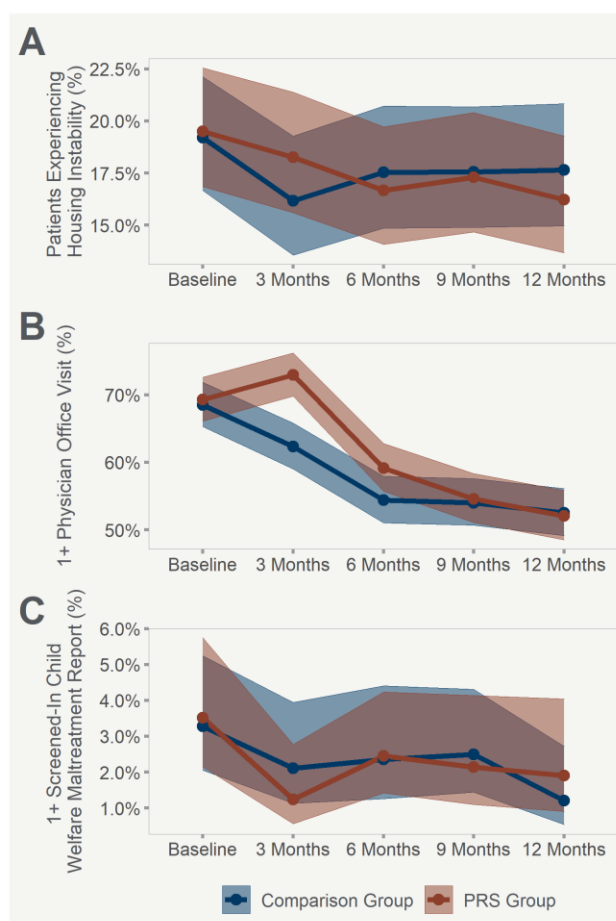 A
Patients Experiencing
Housing Instability (%)
22.5%
20.0%
17.5%
15.0%
Baseline 3 Months 6 Months 9 Months 12 Months
B
1+ Physician Office Visit (%)
70%
60%
50%
Baseline 3 Months 6 Months 9 Months 12 Months
C
1+ Screened-In Child
Welfare Maltreatment Report (%)
6.0%
5.0%
4.0%
3.0%
2.0%
1.0%
Baseline 3 Months 6 Months 9 Months 12 Months
Comparison Group PRS Group